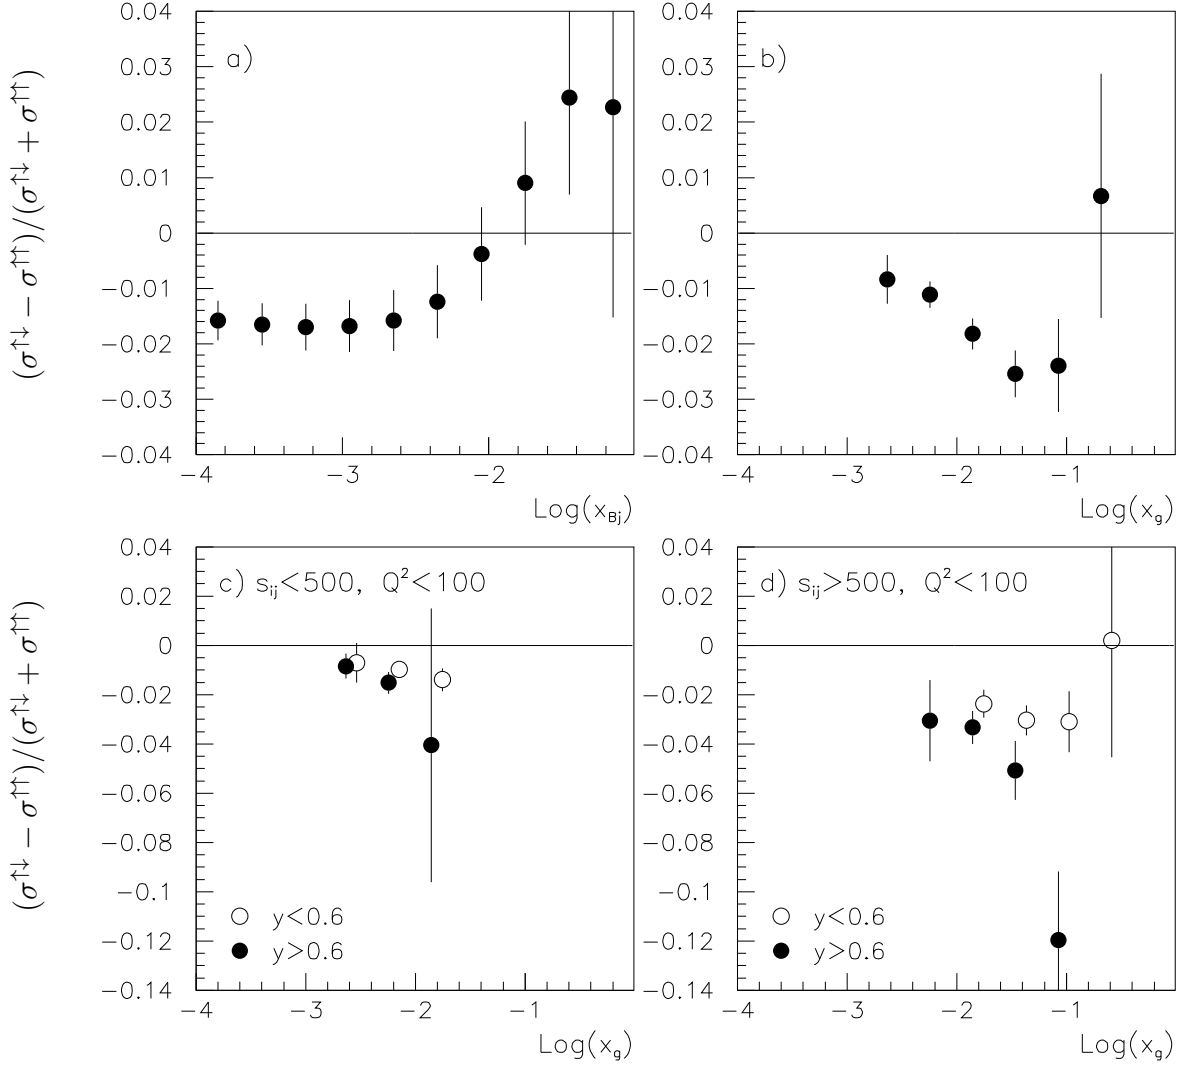 (σ↑↓ − σ↑↑)/(σ↑↓ + σ↑↑)
a)
0.04
0.03
0.02
0.01
0
−0.01
−0.02
−0.03
−0.04
−4 −3 −2
Log(x_Bj)
b)
0.04
0.03
0.02
0.01
0
−0.01
−0.02
−0.03
−0.04
−4 −3 −2 −1
Log(x_g)
(σ↑↓ − σ↑↑)/(σ↑↓ + σ↑↑)
c) s_ij<500, Q²<100
0.04
0.02
0
−0.02
−0.04
−0.06
−0.08
−0.1
−0.12
−0.14
y<0.6
y>0.6
−4 −3 −2 −1
Log(x_g)
d) s_ij>500, Q²<100
0.04
0.02
0
−0.02
−0.04
−0.06
−0.08
−0.1
−0.12
−0.14
y<0.6
y>0.6
−4 −3 −2 −1
Log(x_g)